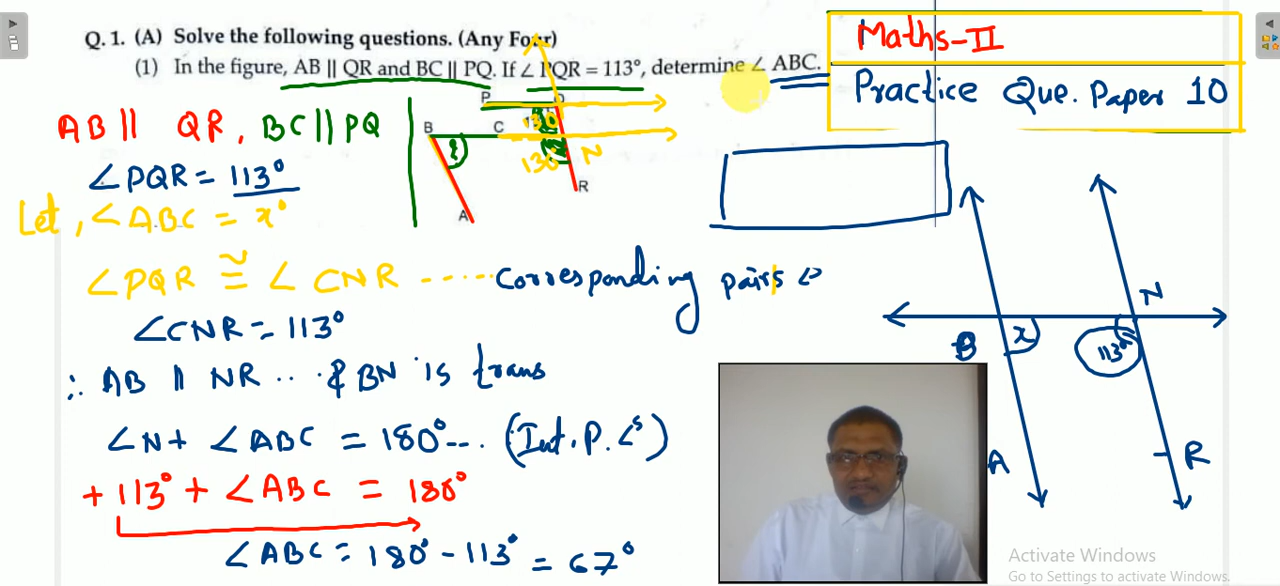 Q. 1. (A) Solve the following questions. (Any Four)
(1) In the figure, AB || QR and BC || PQ. If ∠ PQR = 113°, determine ∠ ABC.
Maths-II
Practice Que. Paper 10
AB || QR, BC || PQ
∠PQR = 113°
Let, ∠ABC = x°
∠PQR ≅ ∠CNR ----- Corresponding pairs
∠CNR = 113°
∴ AB || NR .. & BN is trans
∠N + ∠ABC = 180° -- . (Int. P. ∠s)
+ 113° + ∠ABC = 180°
∠ABC = 180° - 113° = 67°
P
B
C
N
R
A
N
B
x
113°
A
R
Activate Windows
Go to Settings to activate Windows.